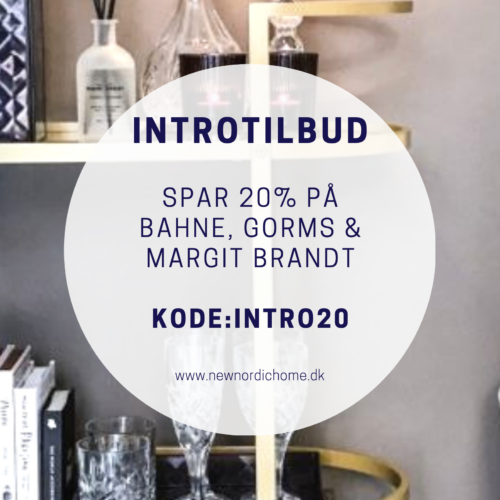 INTROTILBUD
SPAR 20% PÅ
BAHNE, GORMS &
MARGIT BRANDT
KODE:INTRO20
www.newnordichome.dk